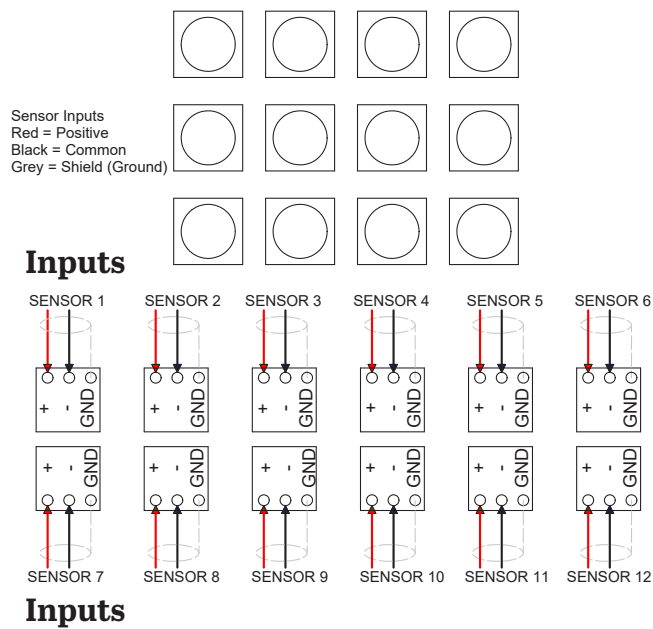 Sensor Inputs
Red = Positive
Black = Common
Grey = Shield (Ground)
Inputs
SENSOR 1 SENSOR 2 SENSOR 3 SENSOR 4 SENSOR 5 SENSOR 6
+ - GND + - GND + - GND + - GND + - GND + - GND
+ - GND + - GND + - GND + - GND + - GND + - GND
SENSOR 7 SENSOR 8 SENSOR 9 SENSOR 10 SENSOR 11 SENSOR 12
Inputs